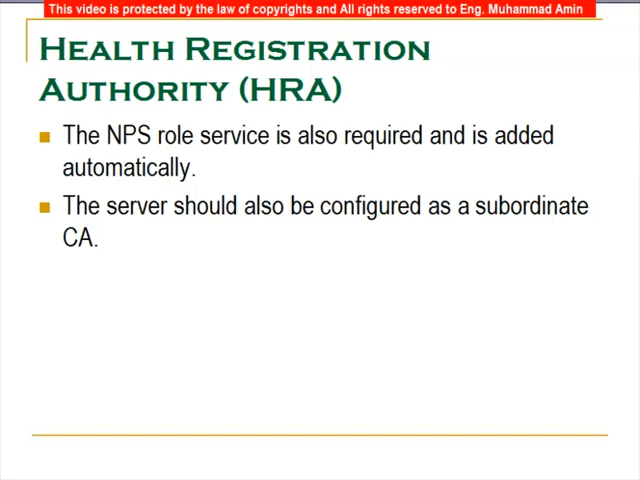 This video is protected by the law of copyrights and All rights reserved to Eng. Muhammad Amin
HEALTH REGISTRATION
AUTHORITY (HRA)
The NPS role service is also required and is added
automatically.
The server should also be configured as a subordinate
CA.